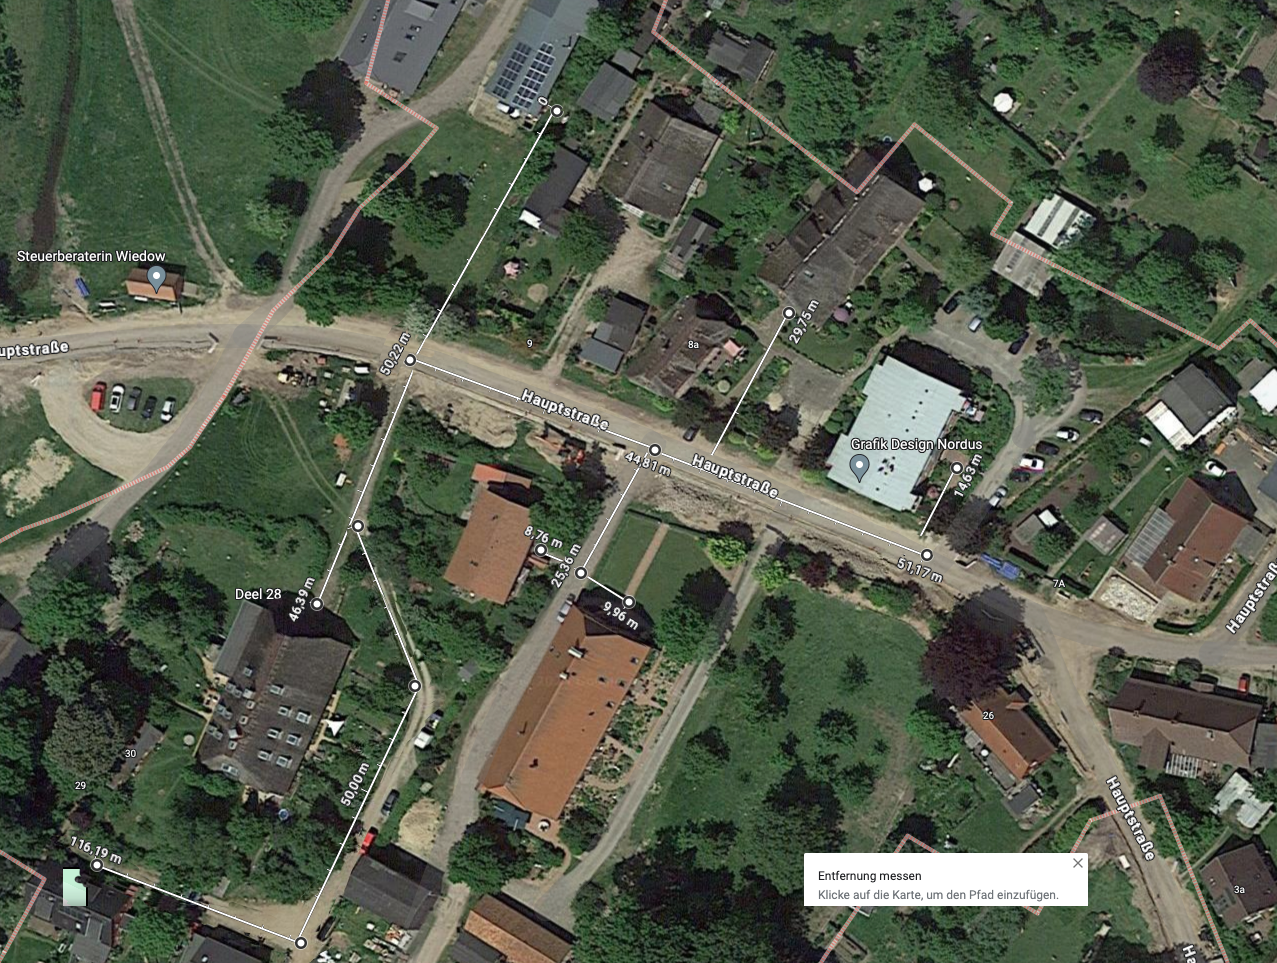 0
Steuerberaterin Wiedow
29,75 m
50,22 m
9
8a
uptstraße
Hauptstraße
Grafik Design Nordus
44,81 m
Hauptstraße
14,63 m
8,76 m
25,36 m
51,17 m
7A
Hauptstraß
Deel 28
46,39 m
9,96 m
26
30
29
50,00 m
Hauptstraße
116,19 m
Entfernung messen
Klicke auf die Karte, um den Pfad einzufügen.
3a
Ha